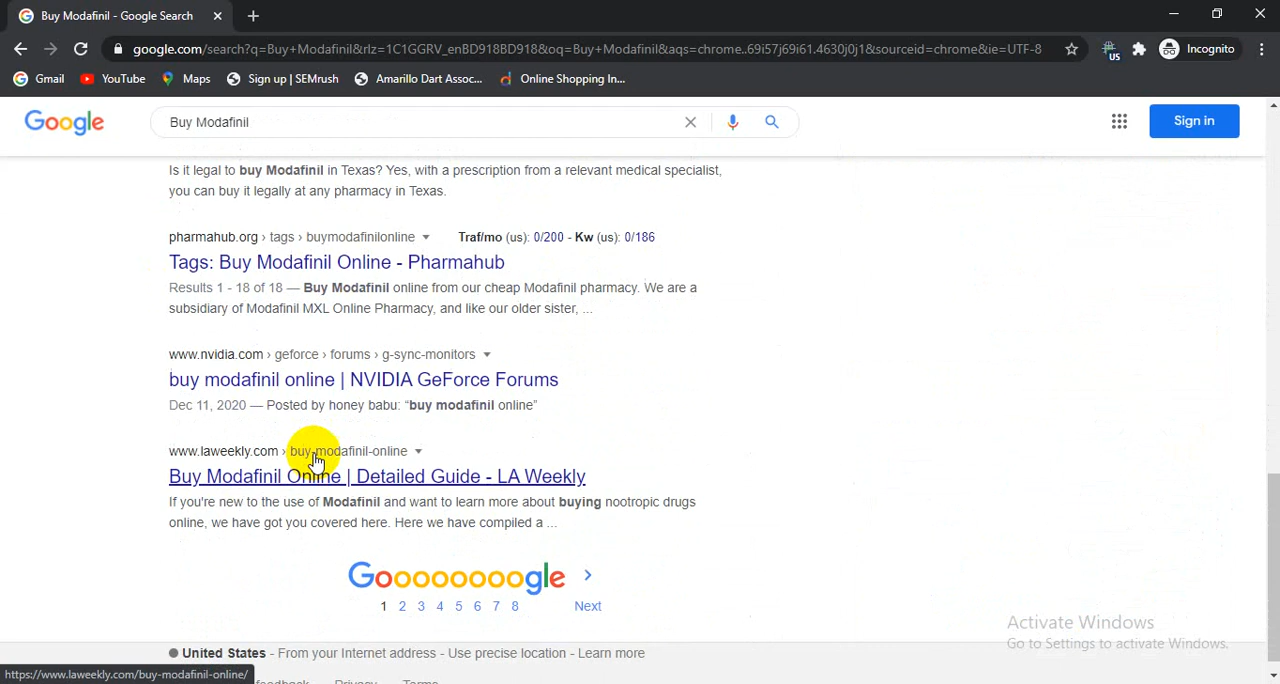 Buy Modafinil - Google Search
google.com/search?q=Buy+Modafinil&rlz=1C1GGRV_enBD918BD918&oq=Buy+Modafinil&aqs=chrome..69i57j69i61.4630j0j1&sourceid=chrome&ie=UTF-8
US
Incognito
Gmail YouTube Maps Sign up | SEMrush Amarillo Dart Assoc... Online Shopping In...
Google Buy Modafinil Sign in
Is it legal to buy Modafinil in Texas? Yes, with a prescription from a relevant medical specialist,
you can buy it legally at any pharmacy in Texas.
pharmahub.org › tags › buymodafinilonline Traf/mo (us): 0/200 - Kw (us): 0/186
Tags: Buy Modafinil Online - Pharmahub
Results 1 - 18 of 18 — Buy Modafinil online from our cheap Modafinil pharmacy. We are a
subsidiary of Modafinil MXL Online Pharmacy, and like our older sister, ...
www.nvidia.com › geforce › forums › g-sync-monitors
buy modafinil online | NVIDIA GeForce Forums
Dec 11, 2020 — Posted by honey babu: “buy modafinil online”
www.laweekly.com › buy-modafinil-online
Buy Modafinil Online | Detailed Guide - LA Weekly
If you're new to the use of Modafinil and want to learn more about buying nootropic drugs
online, we have got you covered here. Here we have compiled a ...
Goooooooogle
1 2 3 4 5 6 7 8 Next
Activate Windows
Go to Settings to activate Windows.
United States - From your Internet address - Use precise location - Learn more
https://www.laweekly.com/buy-modafinil-online/
feedback Privacy Terms